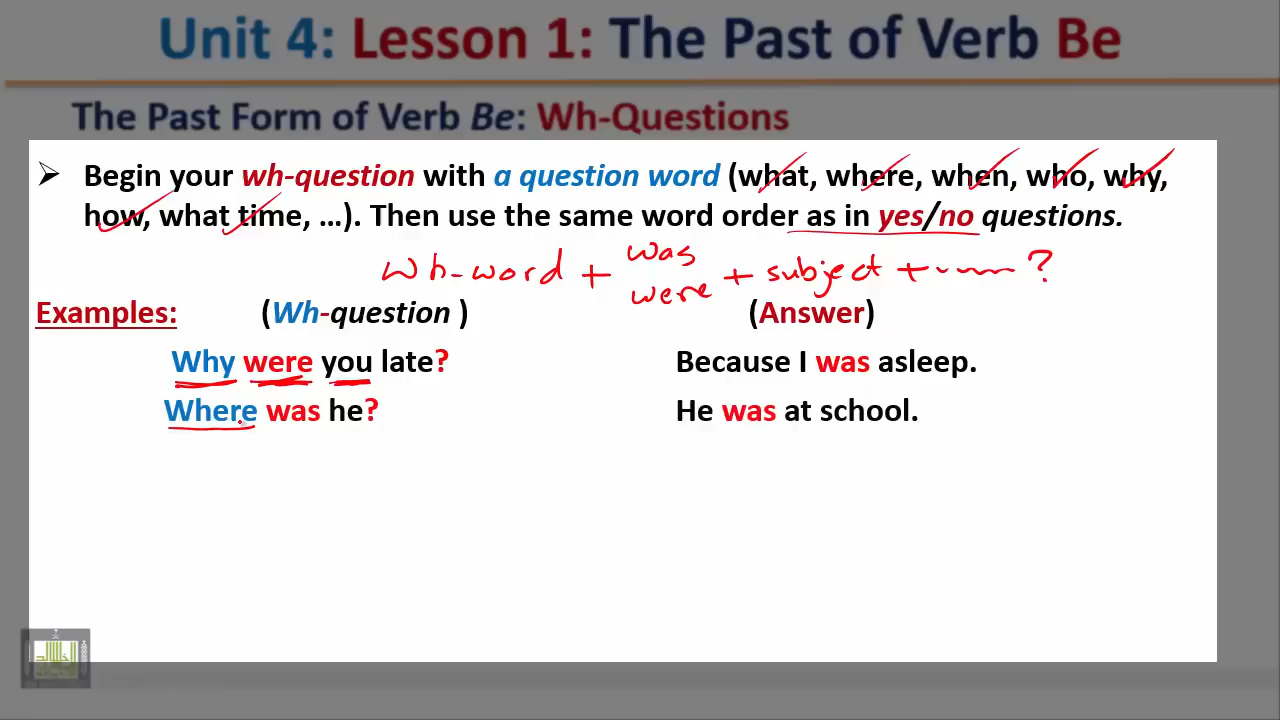 Unit 4: Lesson 1: The Past of Verb Be
The Past Form of Verb Be: Wh-Questions
➢ Begin your wh-question with a question word (what, where, when, who, why,
how, what time, ...). Then use the same word order as in yes/no questions.
Wh-word + was were + subject + ----- ?
Examples: (Wh-question ) (Answer)
Why were you late? Because I was asleep.
Where was he? He was at school.